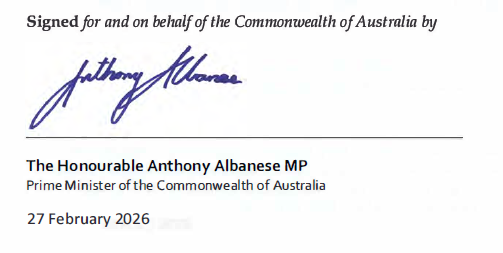 Signed for and on behalf of the Commonwealth of Australia by
Anthony Albanese
The Honourable Anthony Albanese MP
Prime Minister of the Commonwealth of Australia
27 February 2026